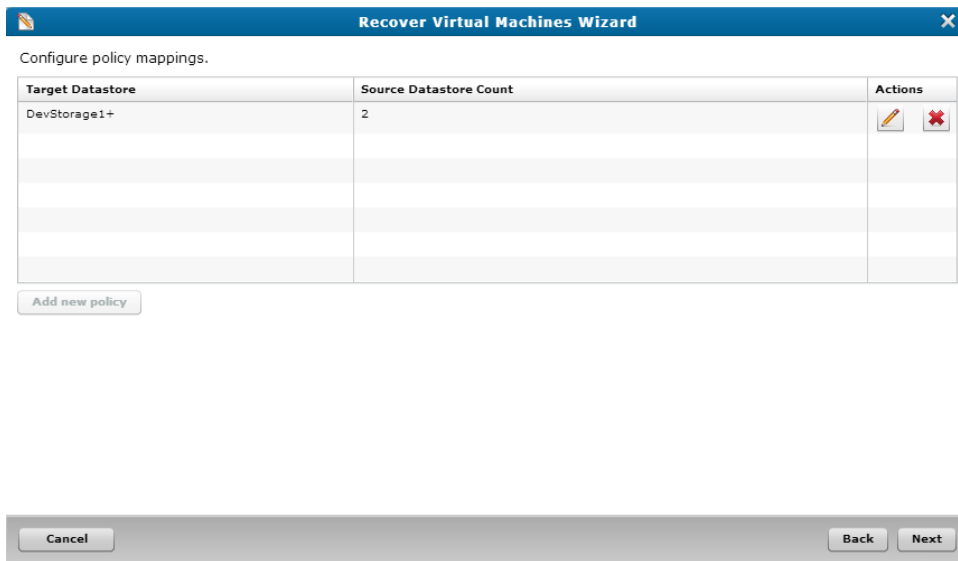 Recover Virtual Machines Wizard
Configure policy mappings.
Target Datastore Source Datastore Count Actions
DevStorage1+ 2
Add new policy
Cancel Back Next